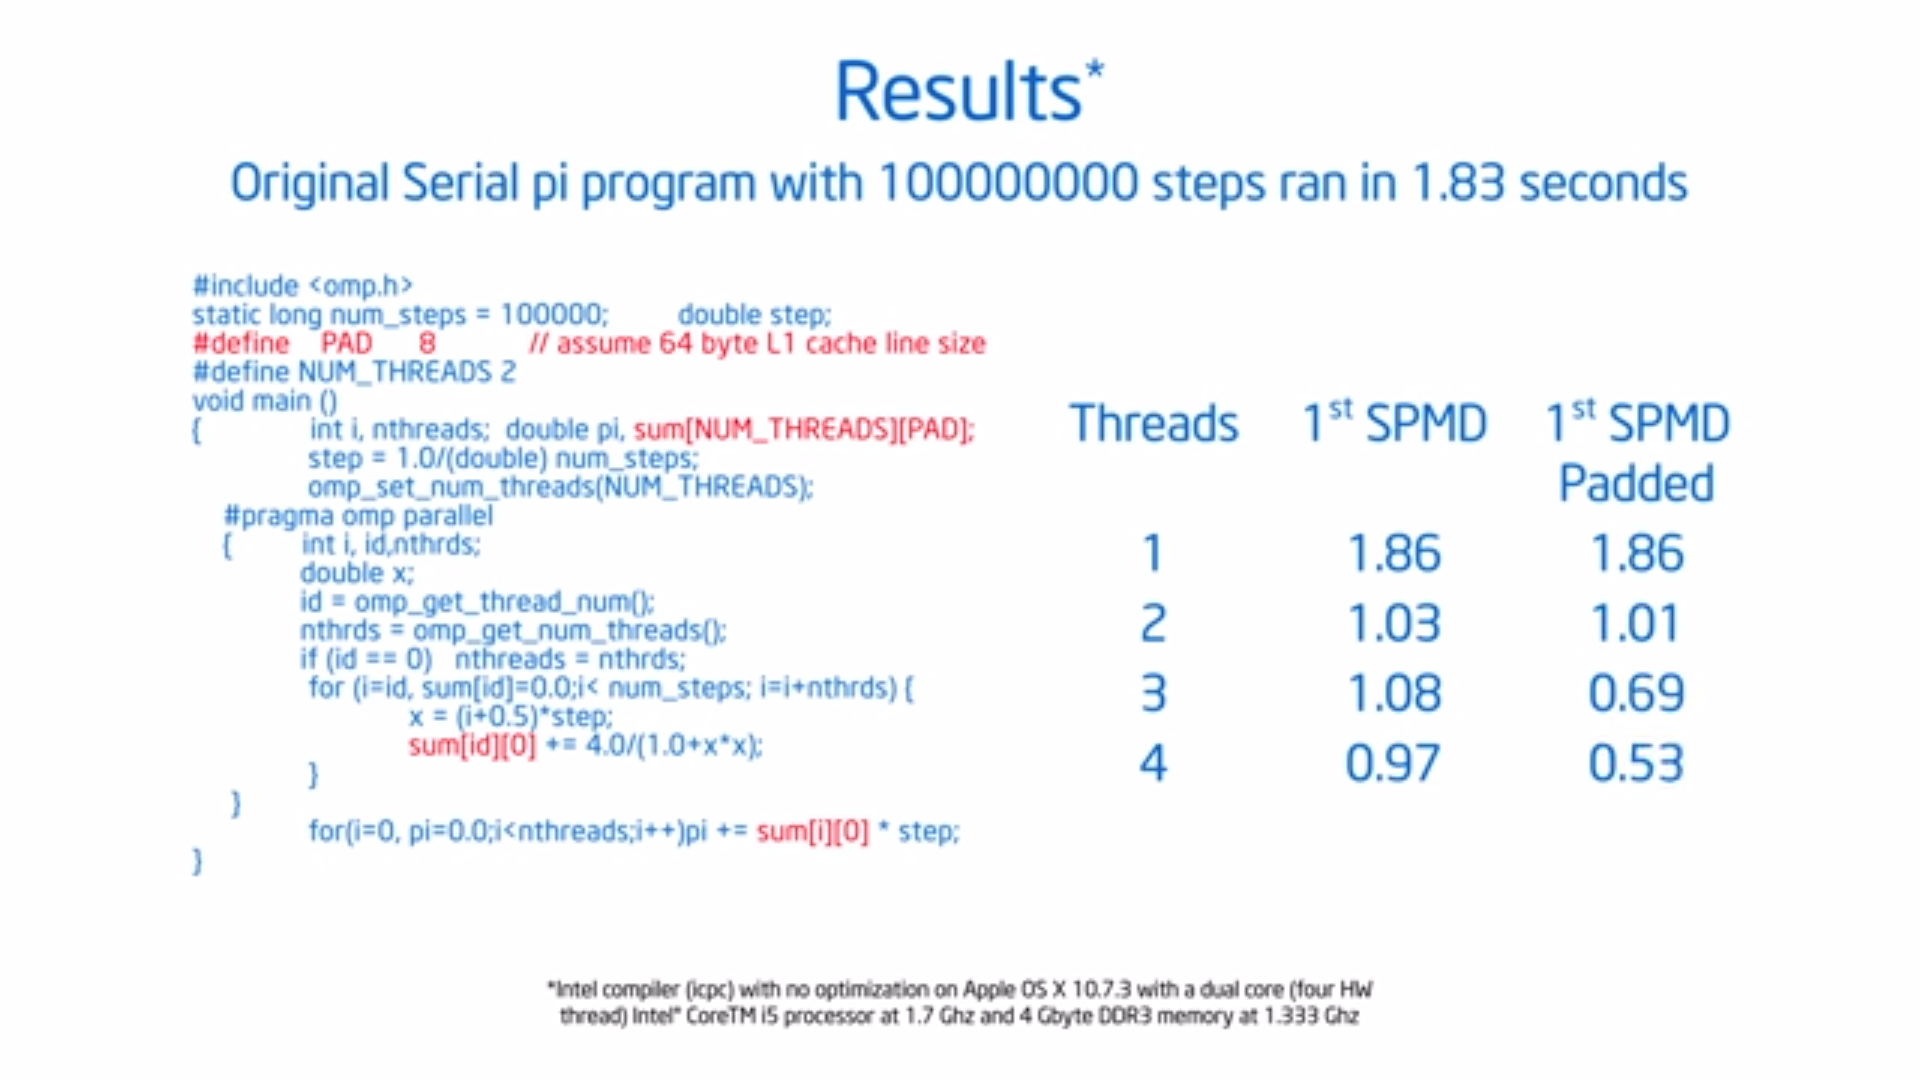 Results*
Original Serial pi program with 100000000 steps ran in 1.83 seconds
#include <omp.h>
static long num_steps = 100000; double step;
#define PAD 8 // assume 64 byte L1 cache line size
#define NUM_THREADS 2
void main ()
{ int i, nthreads; double pi, sum[NUM_THREADS][PAD];
step = 1.0/(double) num_steps;
omp_set_num_threads(NUM_THREADS);
#pragma omp parallel
{ int i, id,nthrds;
double x;
id = omp_get_thread_num();
nthrds = omp_get_num_threads();
if (id == 0) nthreads = nthrds;
for (i=id, sum[id]=0.0;i< num_steps; i=i+nthrds) {
x = (i+0.5)*step;
sum[id][0] += 4.0/(1.0+x*x);
}
}
for(i=0, pi=0.0;i<nthreads;i++)pi += sum[i][0] * step;
}
Threads 1st SPMD 1st SPMD
Padded
1 1.86 1.86
2 1.03 1.01
3 1.08 0.69
4 0.97 0.53
*Intel compiler (icpc) with no optimization on Apple OS X 10.7.3 with a dual core (four HW
thread) Intel® CoreTM i5 processor at 1.7 Ghz and 4 Gbyte DDR3 memory at 1.333 Ghz